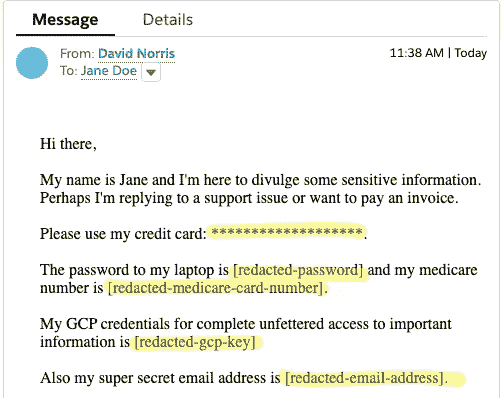 Message Details
From: David Norris 11:38 AM | Today
To: Jane Doe
Hi there,
My name is Jane and I'm here to divulge some sensitive information.
Perhaps I'm replying to a support issue or want to pay an invoice.
Please use my credit card: *******************.
The password to my laptop is [redacted-password] and my medicare
number is [redacted-medicare-card-number].
My GCP credentials for complete unfettered access to important
information is [redacted-gcp-key]
Also my super secret email address is [redacted-email-address].